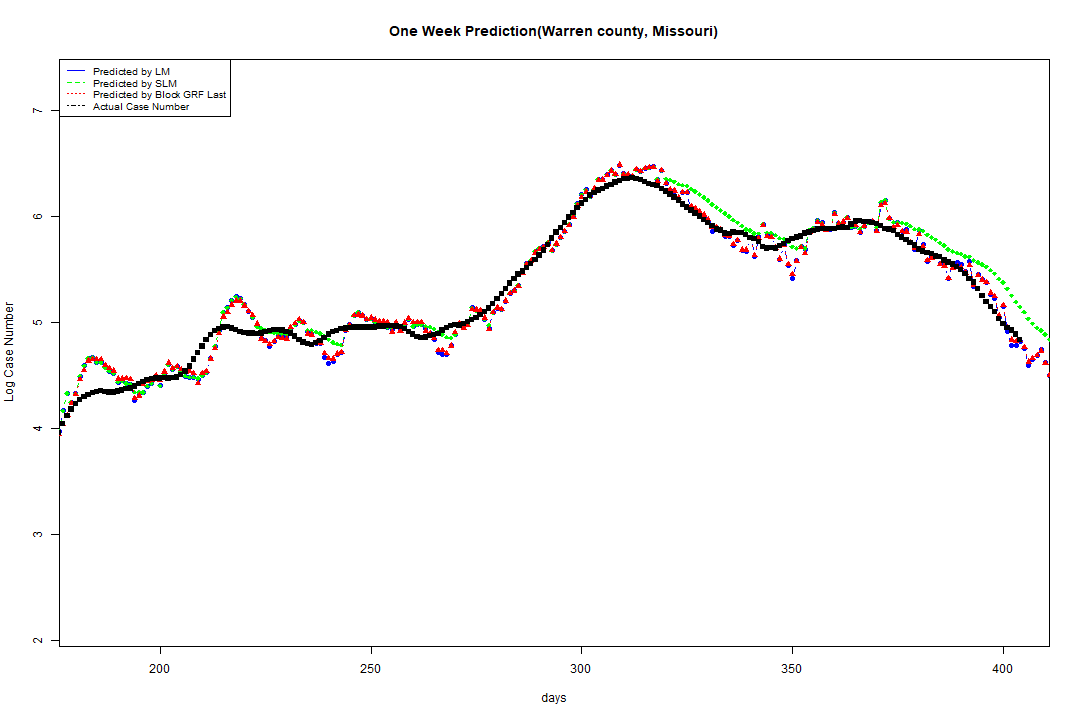 One Week Prediction(Warren county, Missouri)
Predicted by LM
Predicted by SLM
Predicted by Block GRF Last
Actual Case Number
Log Case Number
7
6
5
4
3
2
200 250 300 350 400
days